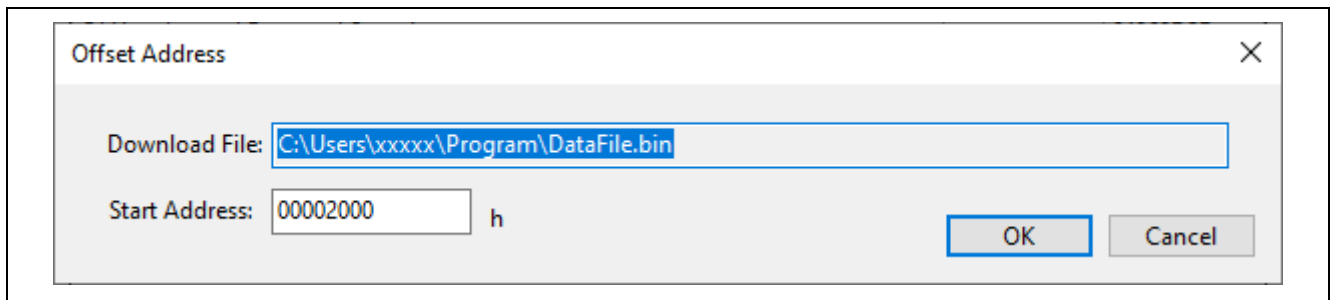 Offset Address
Download File: C:\Users\xxxxx\Program\DataFile.bin
Start Address: 00002000 h
OK Cancel